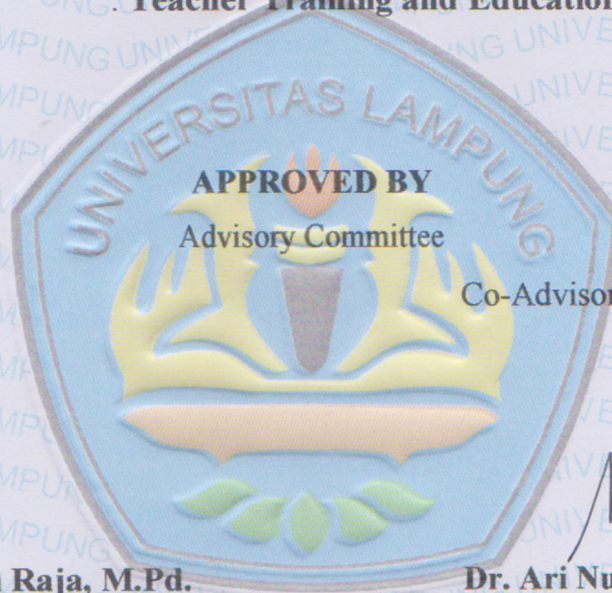 . Teacher Training and Education
UNIVERSITAS LAMPUNG
APPROVED BY
Advisory Committee
Co-Advisor
Raja, M.Pd.
Dr. Ari Nu